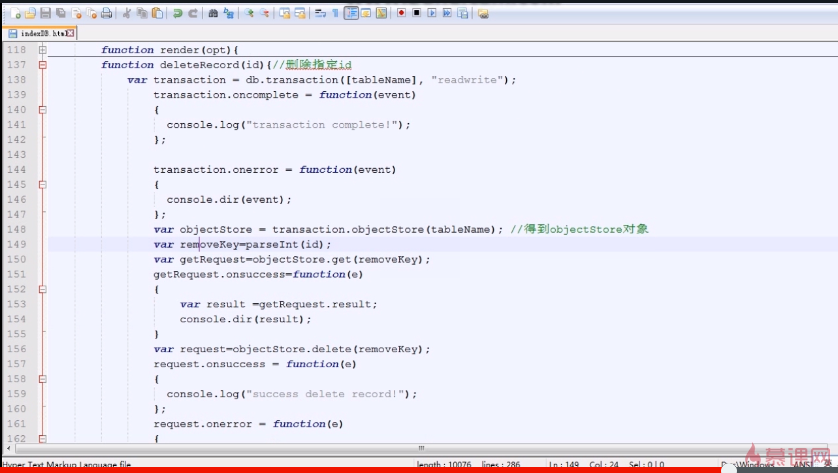 indexDB.html
118 function render(opt){
137 function deleteRecord(id){//删除指定id
138 var transaction = db.transaction([tableName], "readwrite");
139 transaction.oncomplete = function(event)
140 {
141 console.log("transaction complete!");
142 };
143
144 transaction.onerror = function(event)
145 {
146 console.dir(event);
147 };
148 var objectStore = transaction.objectStore(tableName); //得到objectStore对象
149 var removeKey=parseInt(id);
150 var getRequest=objectStore.get(removeKey);
151 getRequest.onsuccess=function(e)
152 {
153 var result =getRequest.result;
154 console.dir(result);
155 }
156 var request=objectStore.delete(removeKey);
157 request.onsuccess = function(e)
158 {
159 console.log("success delete record!");
160 };
161 request.onerror = function(e)
162 {
慕课网
Hyper Text Markup Language file length : 10076 lines : 286 Ln : 149 Col : 24 Sel : 0 | 0 Dos\Windows ANSI